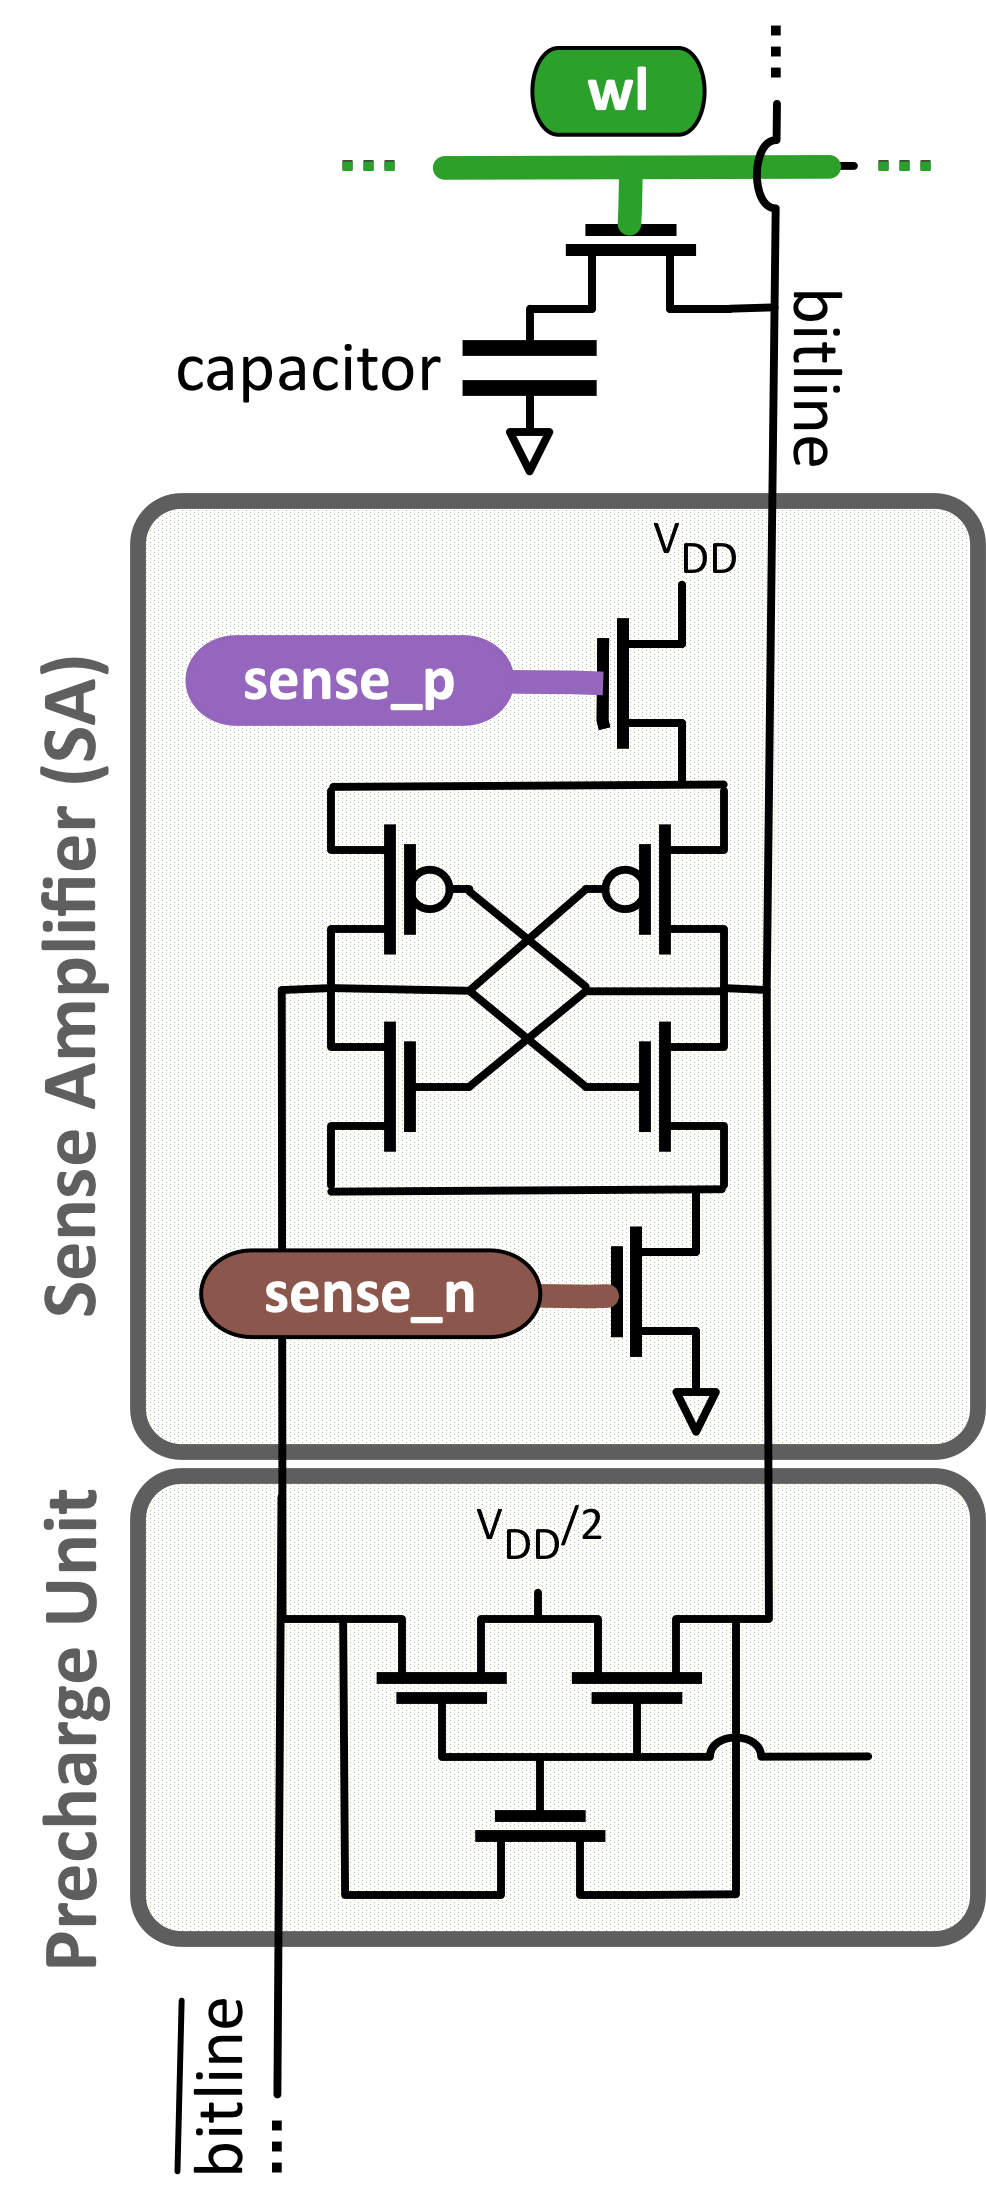 wl
bitline
capacitor
VDD
sense_p
Sense Amplifier (SA)
sense_n
VDD/2
Precharge Unit
bitline